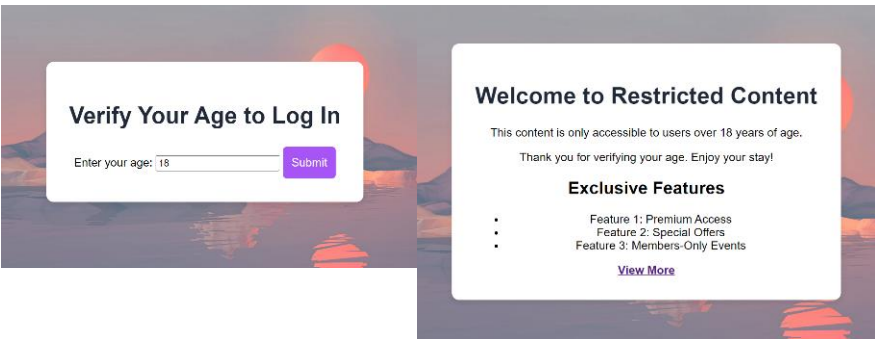 Verify Your Age to Log In
Enter your age: 18 Submit
Welcome to Restricted Content
This content is only accessible to users over 18 years of age.
Thank you for verifying your age. Enjoy your stay!
Exclusive Features
Feature 1: Premium Access
Feature 2: Special Offers
Feature 3: Members-Only Events
View More